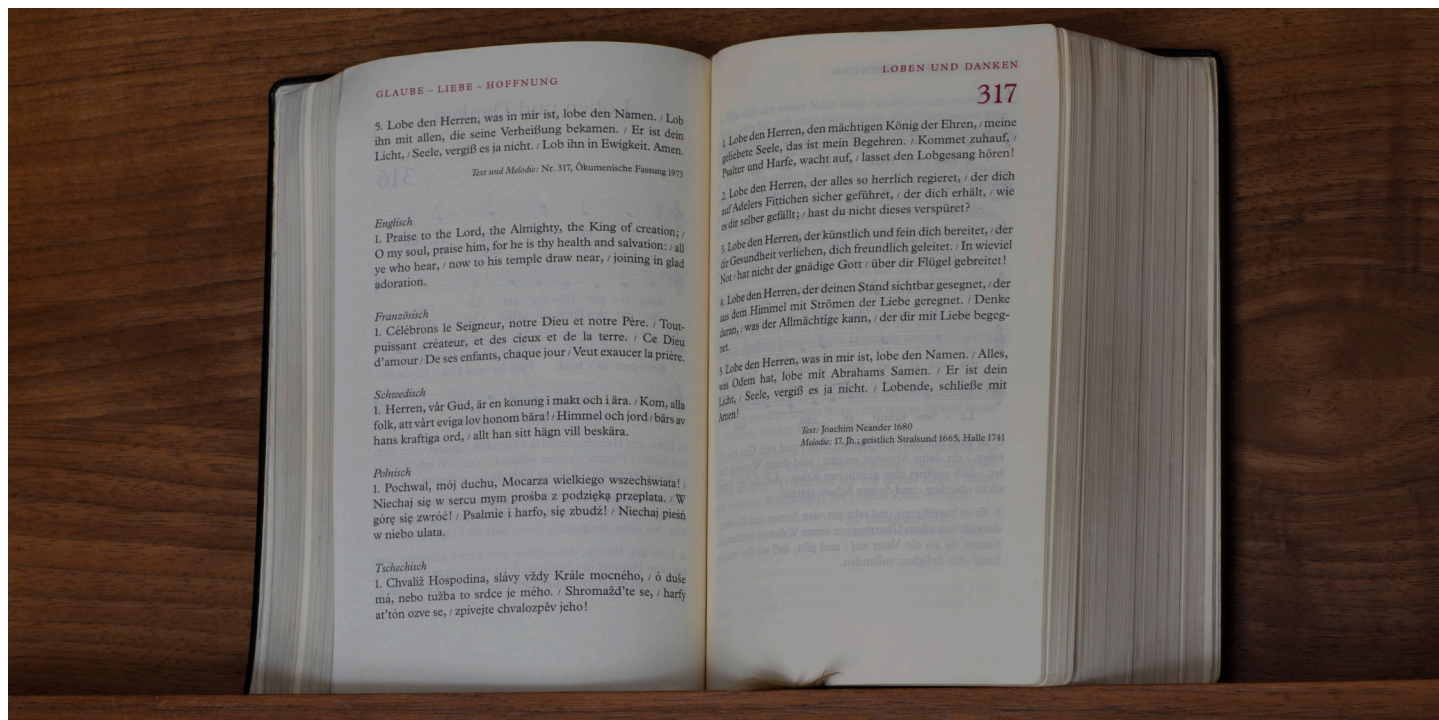 GLAUBE – LIEBE – HOFFNUNG
5. Lobe den Herren, was in mir ist, lobe den Namen. / Lob
ihn mit allen, die seine Verheißung bekamen. / Er ist dein
Licht, / Seele, vergiß es ja nicht. / Lob ihn in Ewigkeit. Amen.
Text und Melodie: Nr. 317, Ökumenische Fassung 1973
Englisch
1. Praise to the Lord, the Almighty, the King of creation; /
O my soul, praise him, for he is thy health and salvation: / all
ye who hear, / now to his temple draw near, / joining in glad
adoration.
Französisch
1. Célébrons le Seigneur, notre Dieu et notre Père. / Tout-
puissant créateur, et des cieux et de la terre. / Ce Dieu
d'amour / De ses enfants, chaque jour / Veut exaucer la prière.
Schwedisch
1. Herren, vår Gud, är en konung i makt och i ära. / Kom, alla
folk, att vårt eviga lov honom bära! / Himmel och jord / bärs av
hans kraftiga ord, / allt han sitt hägn vill beskära.
Polnisch
1. Pochwal, mój duchu, Mocarza wielkiego wszechświata! /
Niechaj się w sercu mym prośba z podzięką przeplata. / W
górę się zwróć! / Psalmie i harfo, się zbudź! / Niechaj pieśń
w niebo ulata.
Tschechisch
1. Chvaliž Hospodina, slávy vždy Krále mocného, / ó duše
má, nebo tužba to srdce je mého. / Shromažd'te se, / harfy
at'tón ozve se, / zpívejte chvalozpěv jeho!
LOBEN UND DANKEN
317
1. Lobe den Herren, den mächtigen König der Ehren, / meine
geliebete Seele, das ist mein Begehren. / Kommet zuhauf, /
Psalter und Harfe, wacht auf, / lasset den Lobgesang hören!
2. Lobe den Herren, der alles so herrlich regieret, / der dich
auf Adelers Fittichen sicher geführet, / der dich erhält, / wie
es dir selber gefällt; / hast du nicht dieses verspüret?
3. Lobe den Herren, der künstlich und fein dich bereitet, / der
dir Gesundheit verliehen, dich freundlich geleitet. / In wieviel
Not / hat nicht der gnädige Gott / über dir Flügel gebreitet!
4. Lobe den Herren, der deinen Stand sichtbar gesegnet, / der
aus dem Himmel mit Strömen der Liebe geregnet. / Denke
daran, / was der Allmächtige kann, / der dir mit Liebe begeg-
net.
5. Lobe den Herren, was in mir ist, lobe den Namen. / Alles,
was Odem hat, lobe mit Abrahams Samen. / Er ist dein
Licht, / Seele, vergiß es ja nicht. / Lobende, schließe mit
Amen!
Text: Joachim Neander 1680
Melodie: 17. Jh.; geistlich Stralsund 1665, Halle 1741